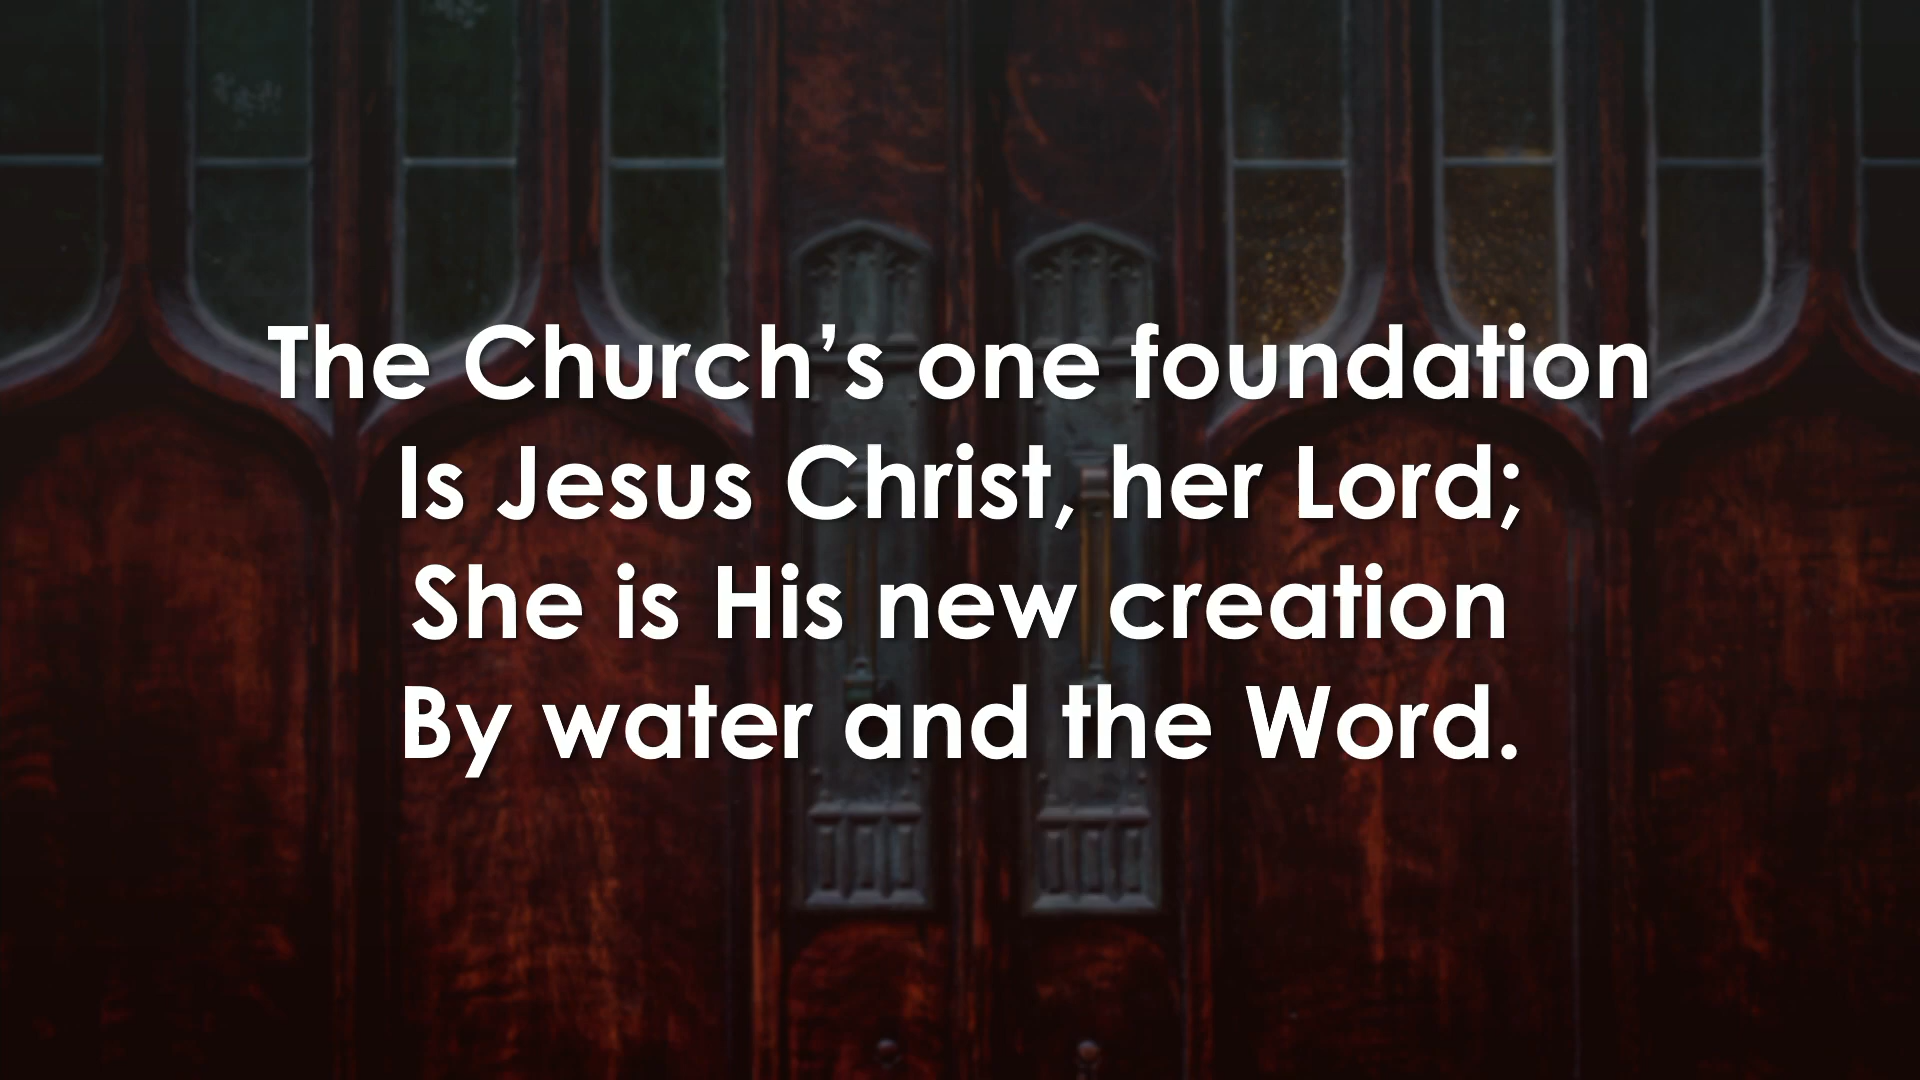 The Church’s one foundation
Is Jesus Christ, her Lord;
She is His new creation
By water and the Word.